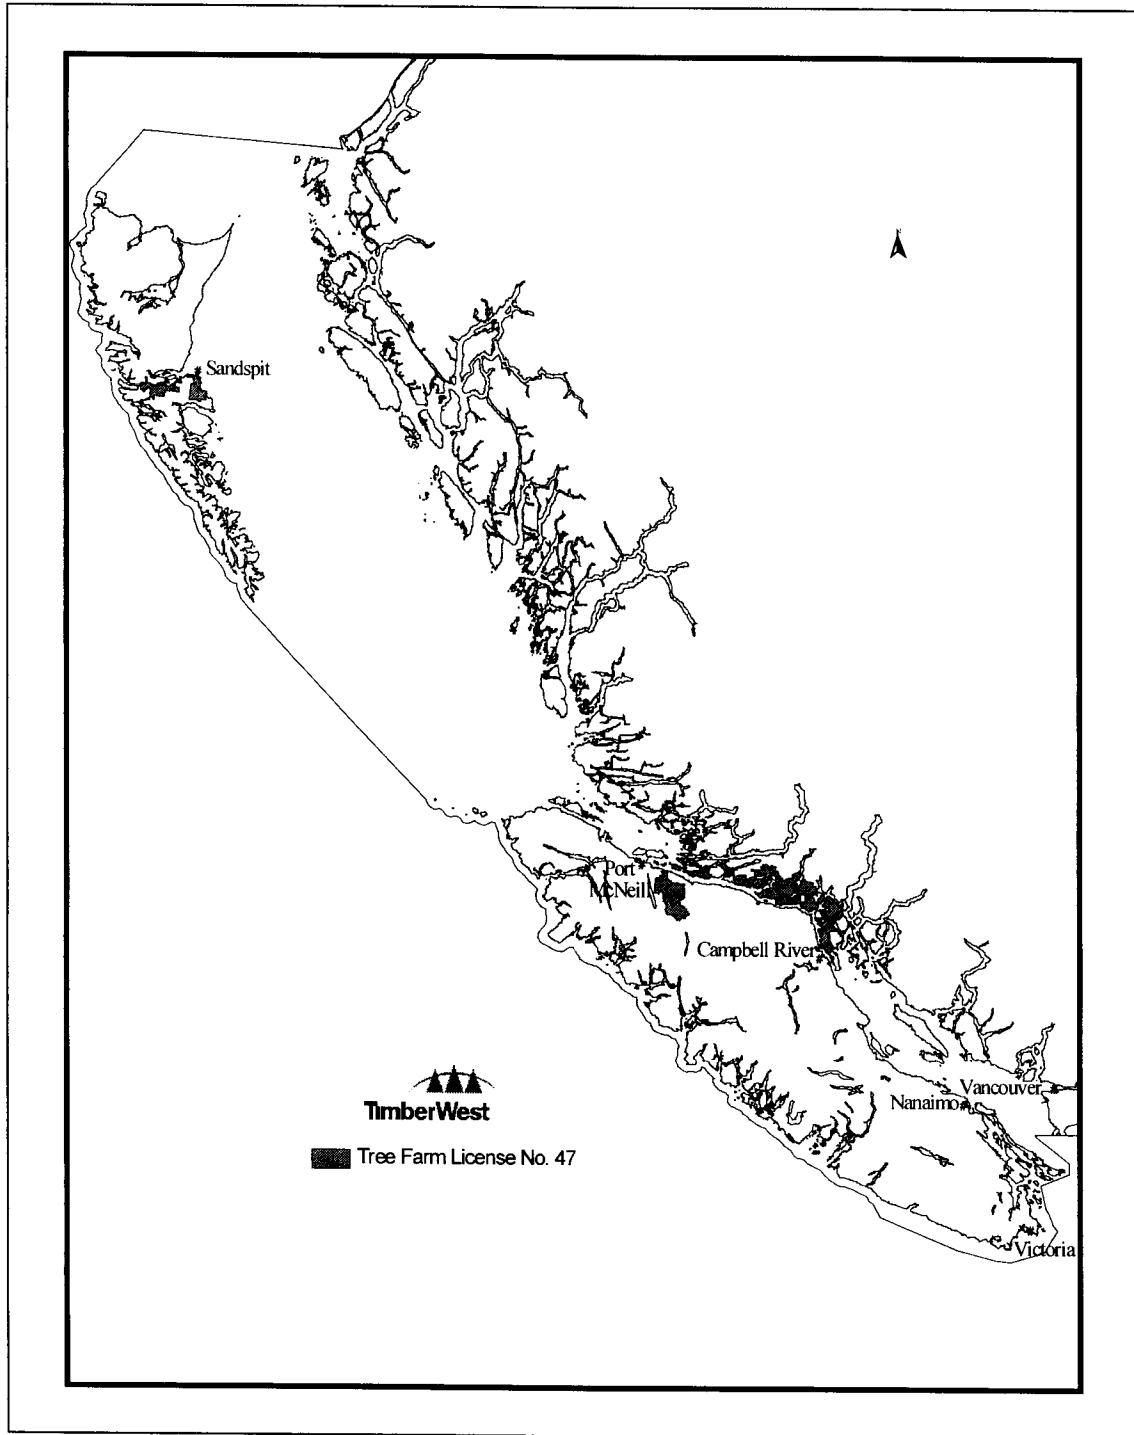 Sandspit
Port
McNeill
Campbell River
Vancouver
Nanaimo
TimberWest
Tree Farm License No. 47
Victoria